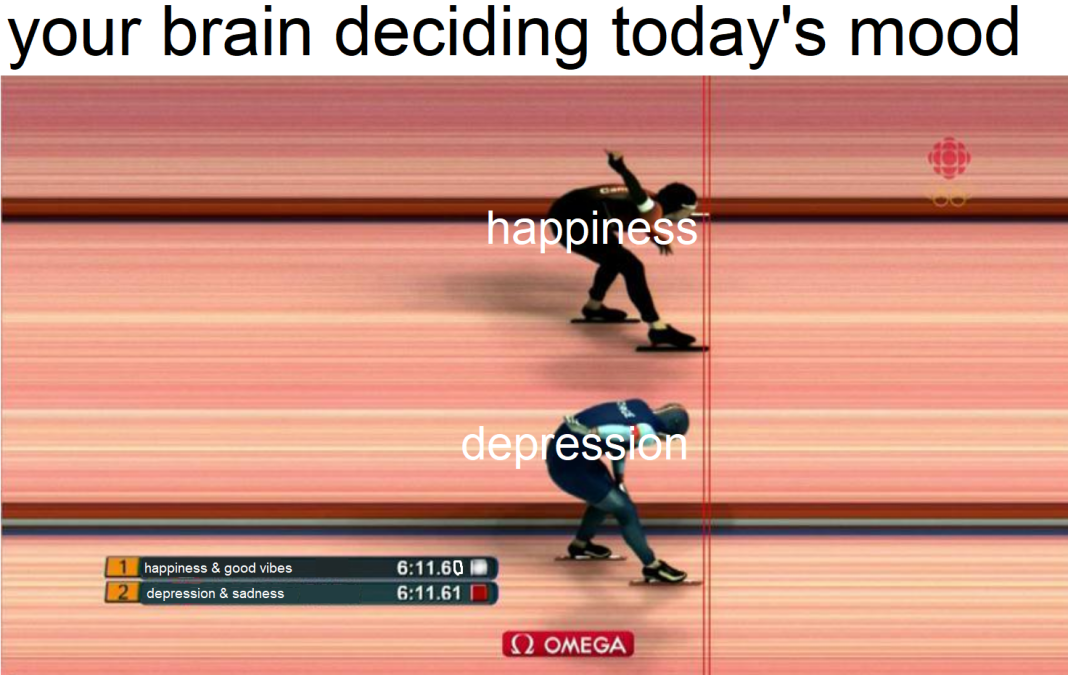 your brain deciding today's mood
happiness
depression
1 happiness & good vibes 6:11.60
2 depression & sadness 6:11.61
Ω OMEGA